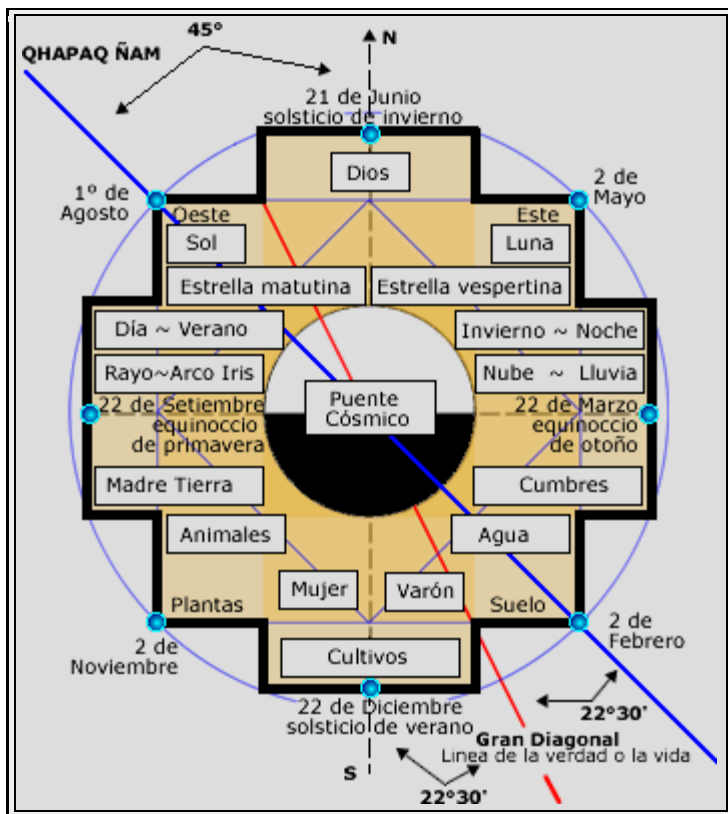 45°
N
QHAPAQ ÑAM
21 de Junio
solsticio de invierno
Dios
1° de
Agosto
2 de
Mayo
Oeste
Este
Sol
Luna
Estrella matutina
Estrella vespertina
Día ~ Verano
Invierno ~ Noche
Rayo~Arco Iris
Nube ~ Lluvia
Puente
Cósmico
22 de Setiembre
equinoccio
de primavera
22 de Marzo
equinoccio
de otoño
Madre Tierra
Cumbres
Animales
Agua
Mujer
Varón
Plantas
Suelo
2 de
Noviembre
2 de
Febrero
Cultivos
22 de Diciembre
solsticio de verano
22°30'
Gran Diagonal
Linea de la verdad o la vida
S
22°30'